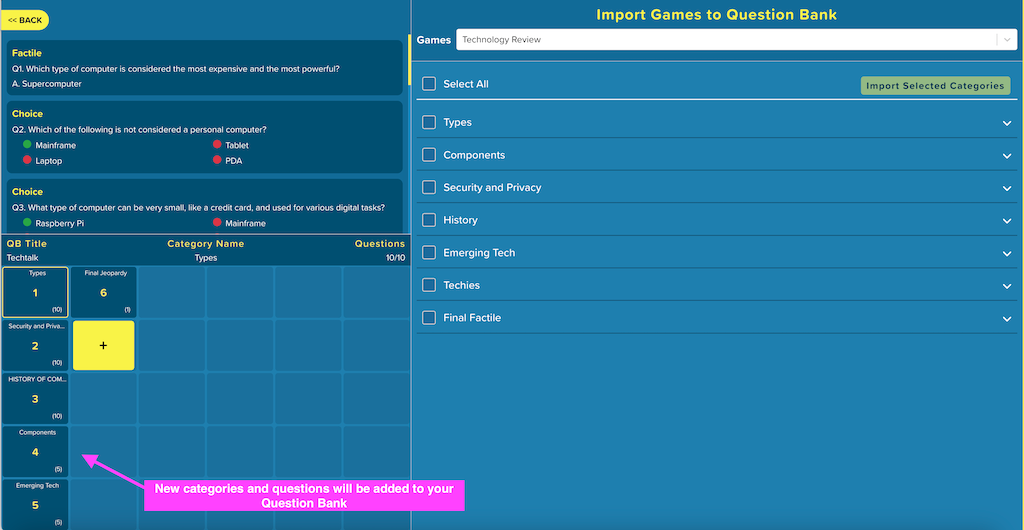 << BACK
Factile
Q1. Which type of computer is considered the most expensive and the most powerful?
A. Supercomputer
Choice
Q2. Which of the following is not considered a personal computer?
Mainframe
Tablet
Laptop
PDA
Choice
Q3. What type of computer can be very small, like a credit card, and used for various digital tasks?
Raspberry Pi
Mainframe
QB Title
Category Name
Questions
Techtalk
Types
10/10
Types
1
(10)
Final Jeopardy
6
(1)
Security and Priva...
2
(10)
+
HISTORY OF COM...
3
(10)
Components
4
(5)
Emerging Tech
5
(5)
New categories and questions will be added to your
Question Bank
Import Games to Question Bank
Games
Technology Review
Select All
Import Selected Categories
Types
Components
Security and Privacy
History
Emerging Tech
Techies
Final Factile